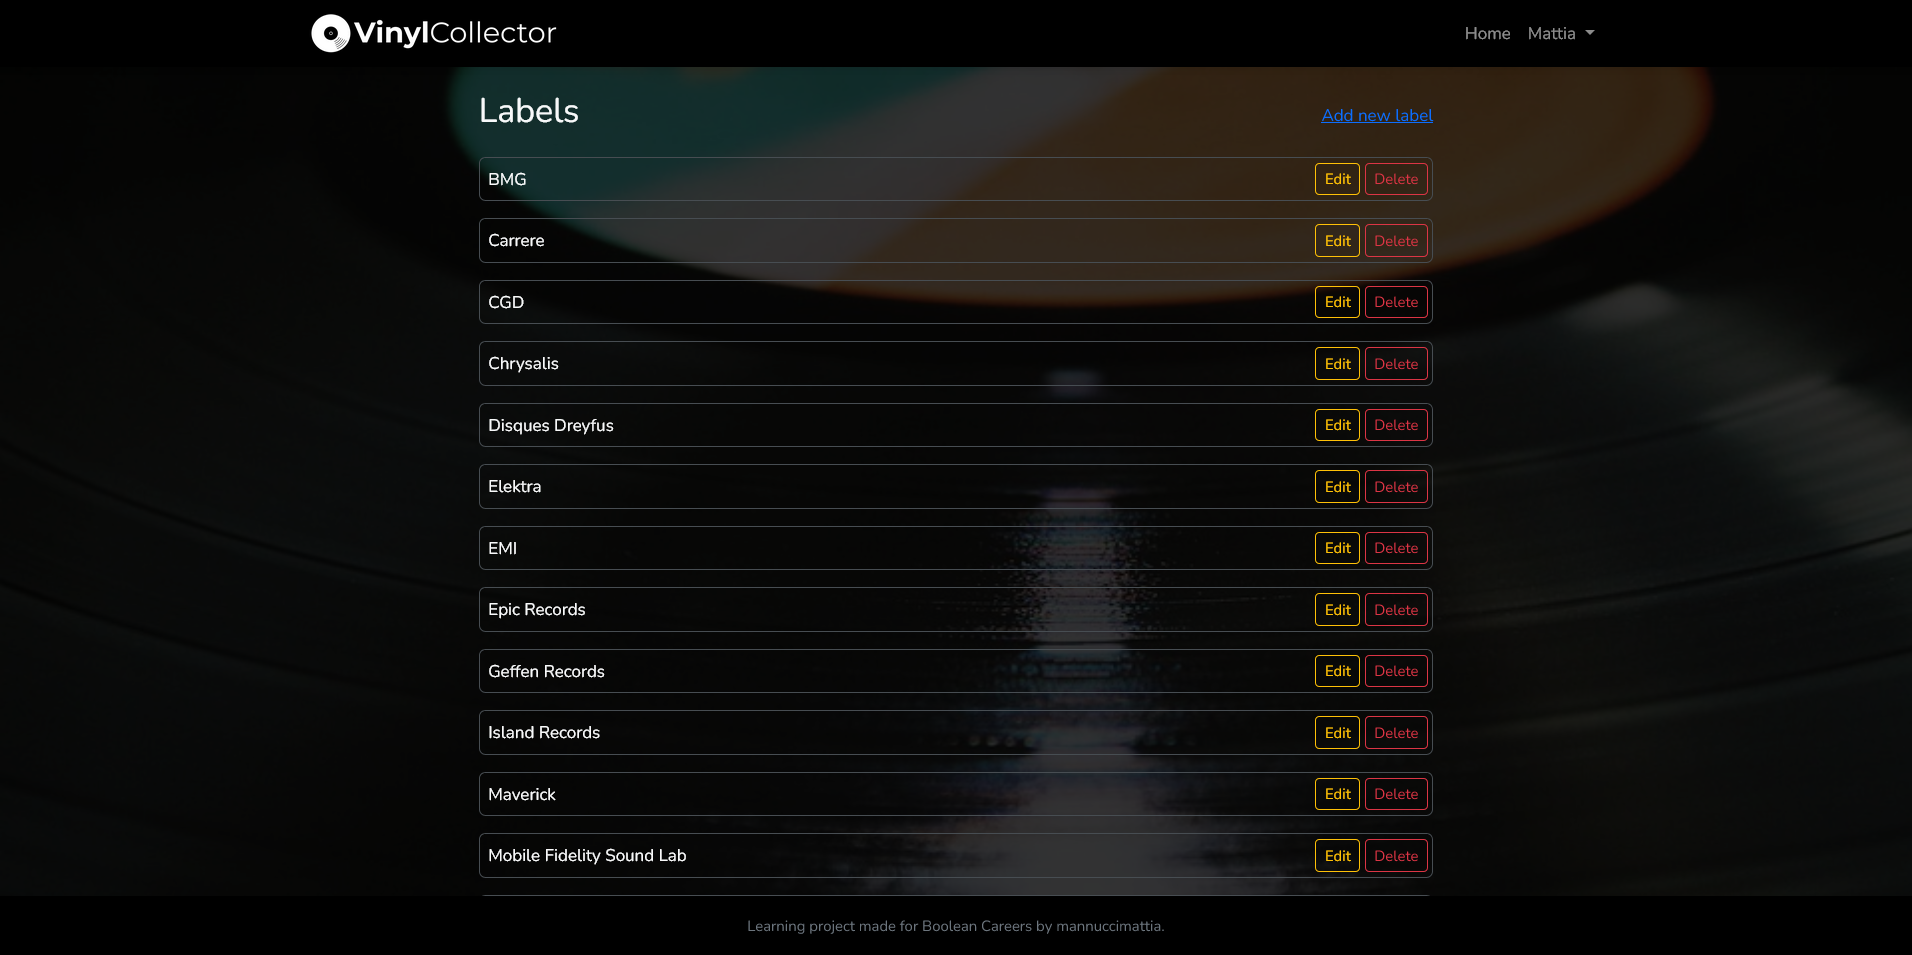 VinylCollector
Home Mattia
Labels
Add new label
BMG Edit Delete
Carrere Edit Delete
CGD Edit Delete
Chrysalis Edit Delete
Disques Dreyfus Edit Delete
Elektra Edit Delete
EMI Edit Delete
Epic Records Edit Delete
Geffen Records Edit Delete
Island Records Edit Delete
Maverick Edit Delete
Mobile Fidelity Sound Lab Edit Delete
Learning project made for Boolean Careers by mannuccimattia.